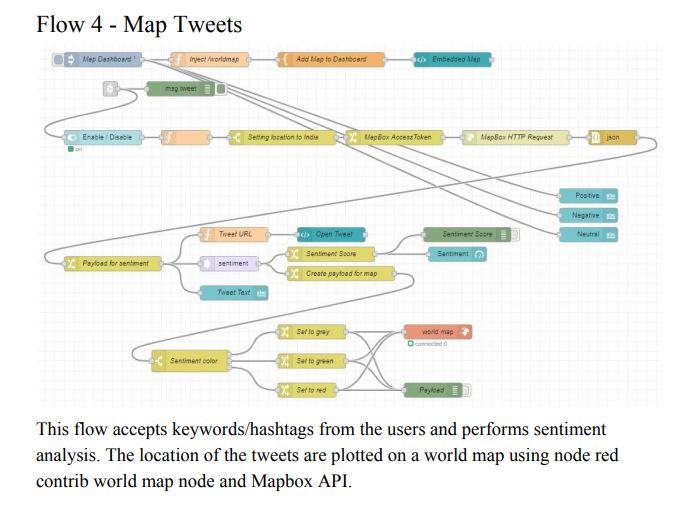 Flow 4 - Map Tweets
Map Dashboard
Inject /worldmap
Add Map to Dashboard
Embedded Map
msg.tweet
Enable / Disable
Setting location to India
MapBox AccessToken
MapBox HTTP Request
json
on
Positive
Negative
Neutral
Tweet URL
Open Tweet
Sentiment Score
Payload for sentiment
sentiment
Sentiment Score
Sentiment
Create payload for map
Tweet Text
Set to grey
world map
connected 0
Sentiment color
Set to green
Set to red
Payload
This flow accepts keywords/hashtags from the users and performs sentiment
analysis. The location of the tweets are plotted on a world map using node red
contrib world map node and Mapbox API.